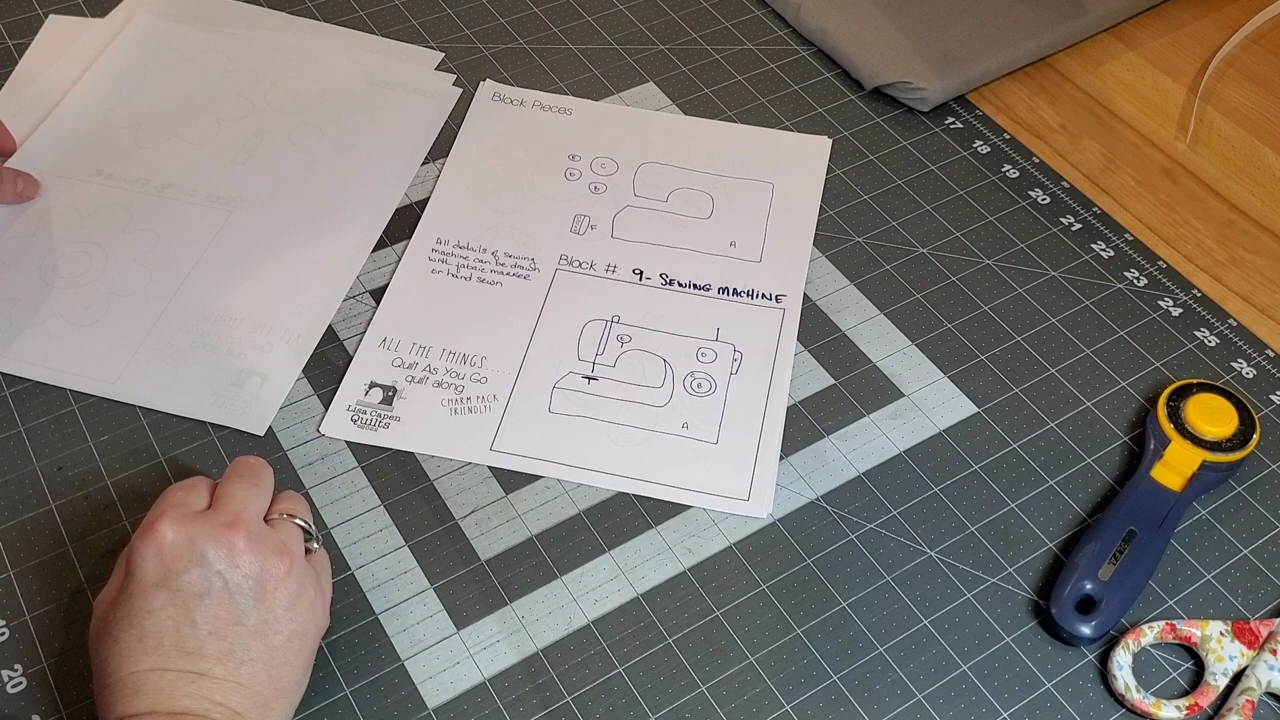 Block Pieces
E
C
D
B
F
A
All details of sewing
machine can be drawn
with fabric marker
or hand sewn
Block # 9- SEWING MACHINE
E
D
B
A
ALL THE THINGS.....
Quilt As You Go
quilt along
CHARM PACK
FRIENDLY!
Lisa Capen
Quilts
17
18
19
20
21
22
23
24
25
26
20
OLFA